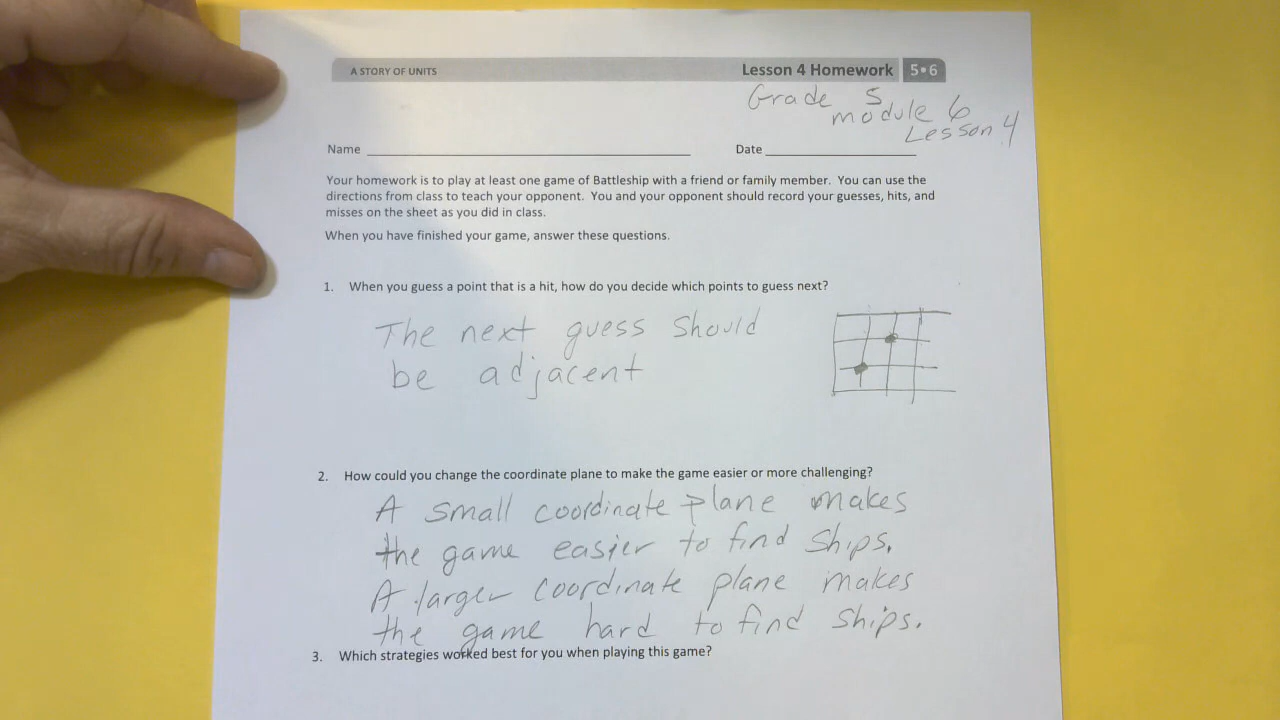 A STORY OF UNITS
Lesson 4 Homework 5•6
Grade 5
module 6
Lesson 4
Name
Date
Your homework is to play at least one game of Battleship with a friend or family member. You can use the
directions from class to teach your opponent. You and your opponent should record your guesses, hits, and
misses on the sheet as you did in class.
When you have finished your game, answer these questions.
1. When you guess a point that is a hit, how do you decide which points to guess next?
The next guess should
be adjacent
2. How could you change the coordinate plane to make the game easier or more challenging?
A small coordinate plane makes
the game easier to find ships.
A larger coordinate plane makes
the game hard to find ships.
3. Which strategies worked best for you when playing this game?